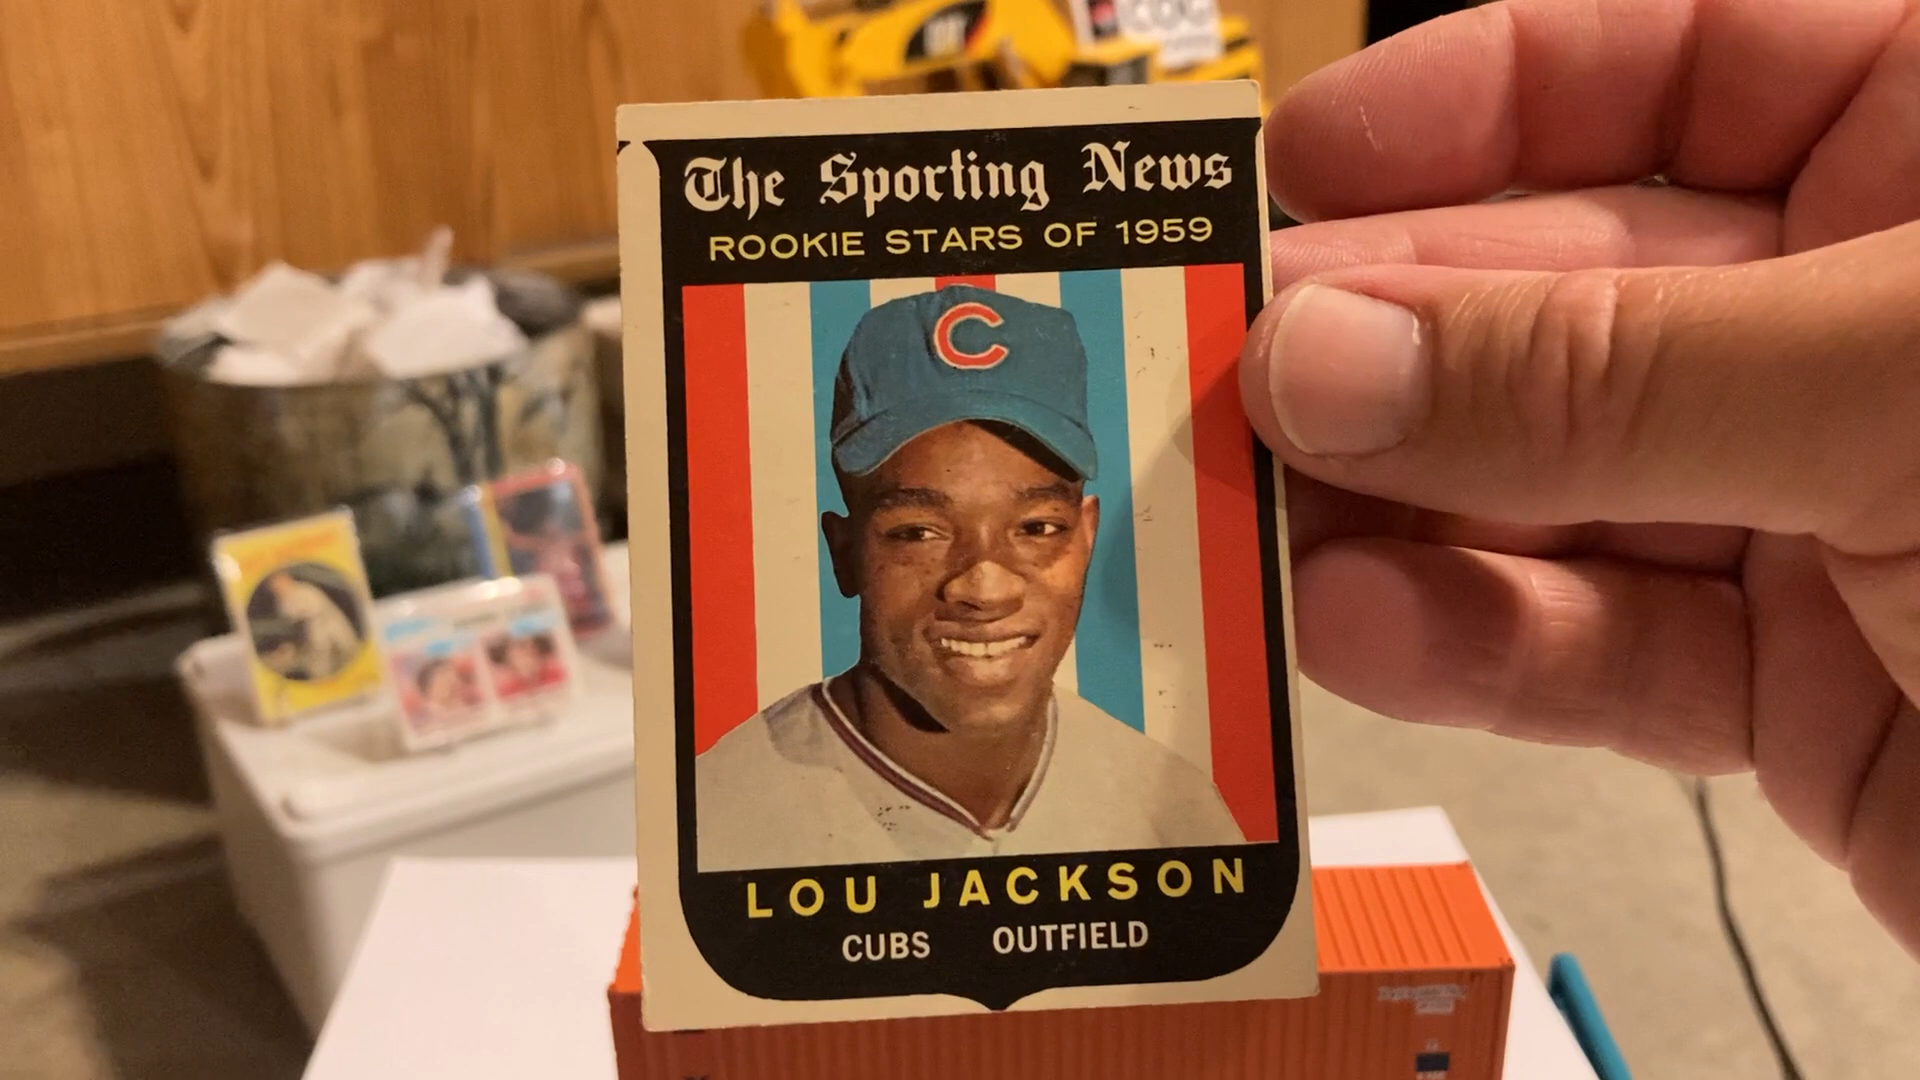 The Sporting News
ROOKIE STARS OF 1959
C
LOU JACKSON
CUBS OUTFIELD